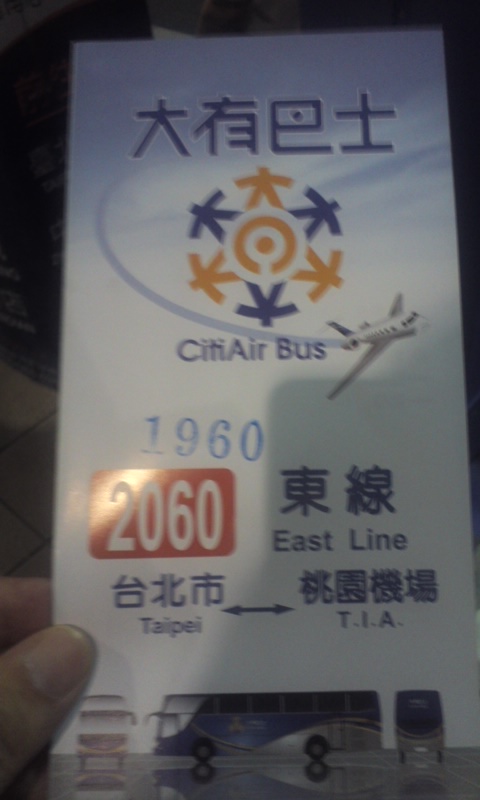 大有巴士
CitiAir Bus
1960
2060
東線
East Line
台北市
桃園機場
Taipei
T.I.A.